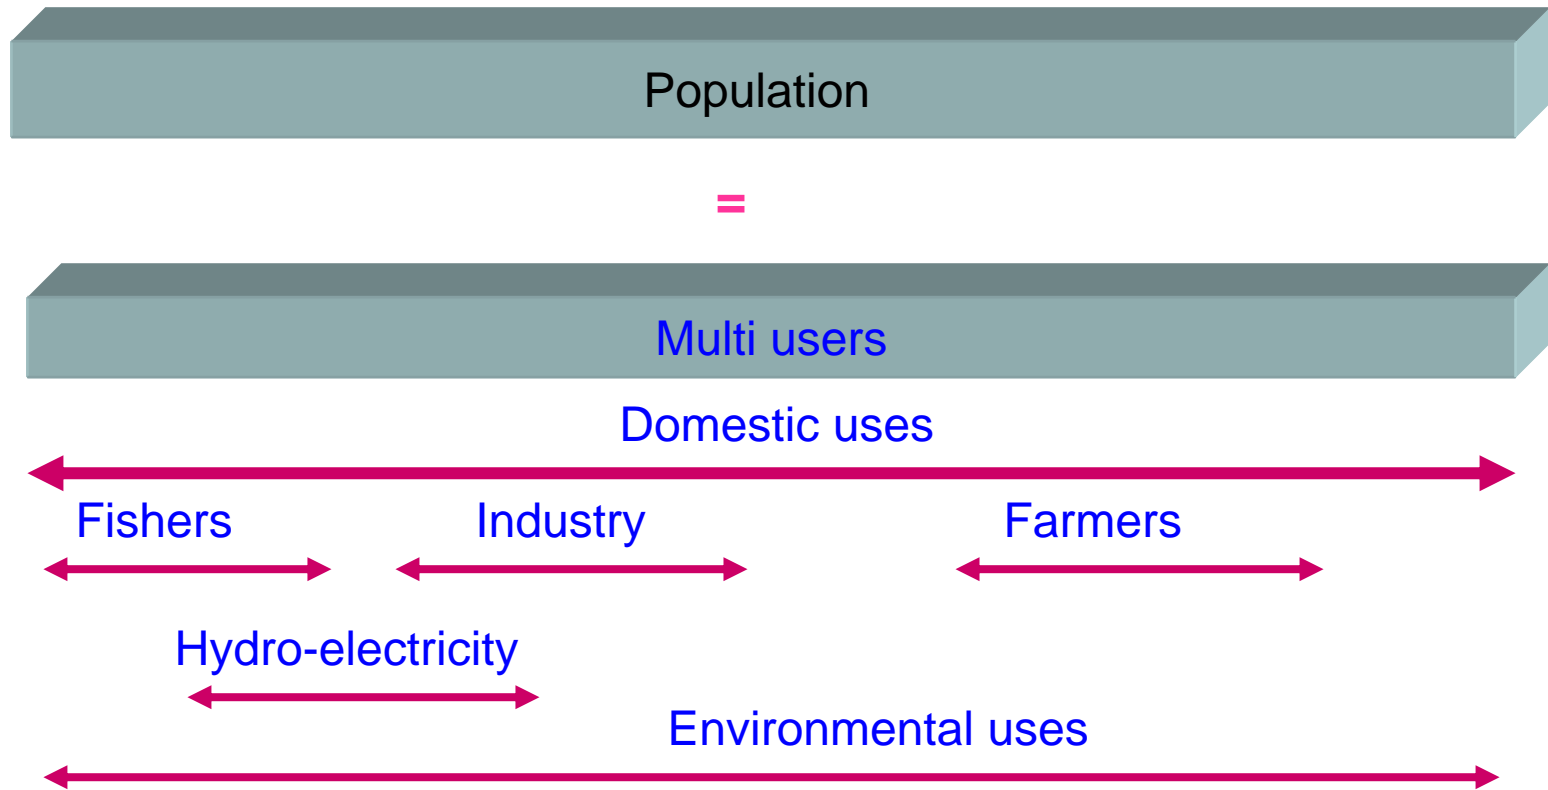 Population
=
Multi users
Domestic uses
Fishers Industry Farmers
Hydro-electricity
Environmental uses